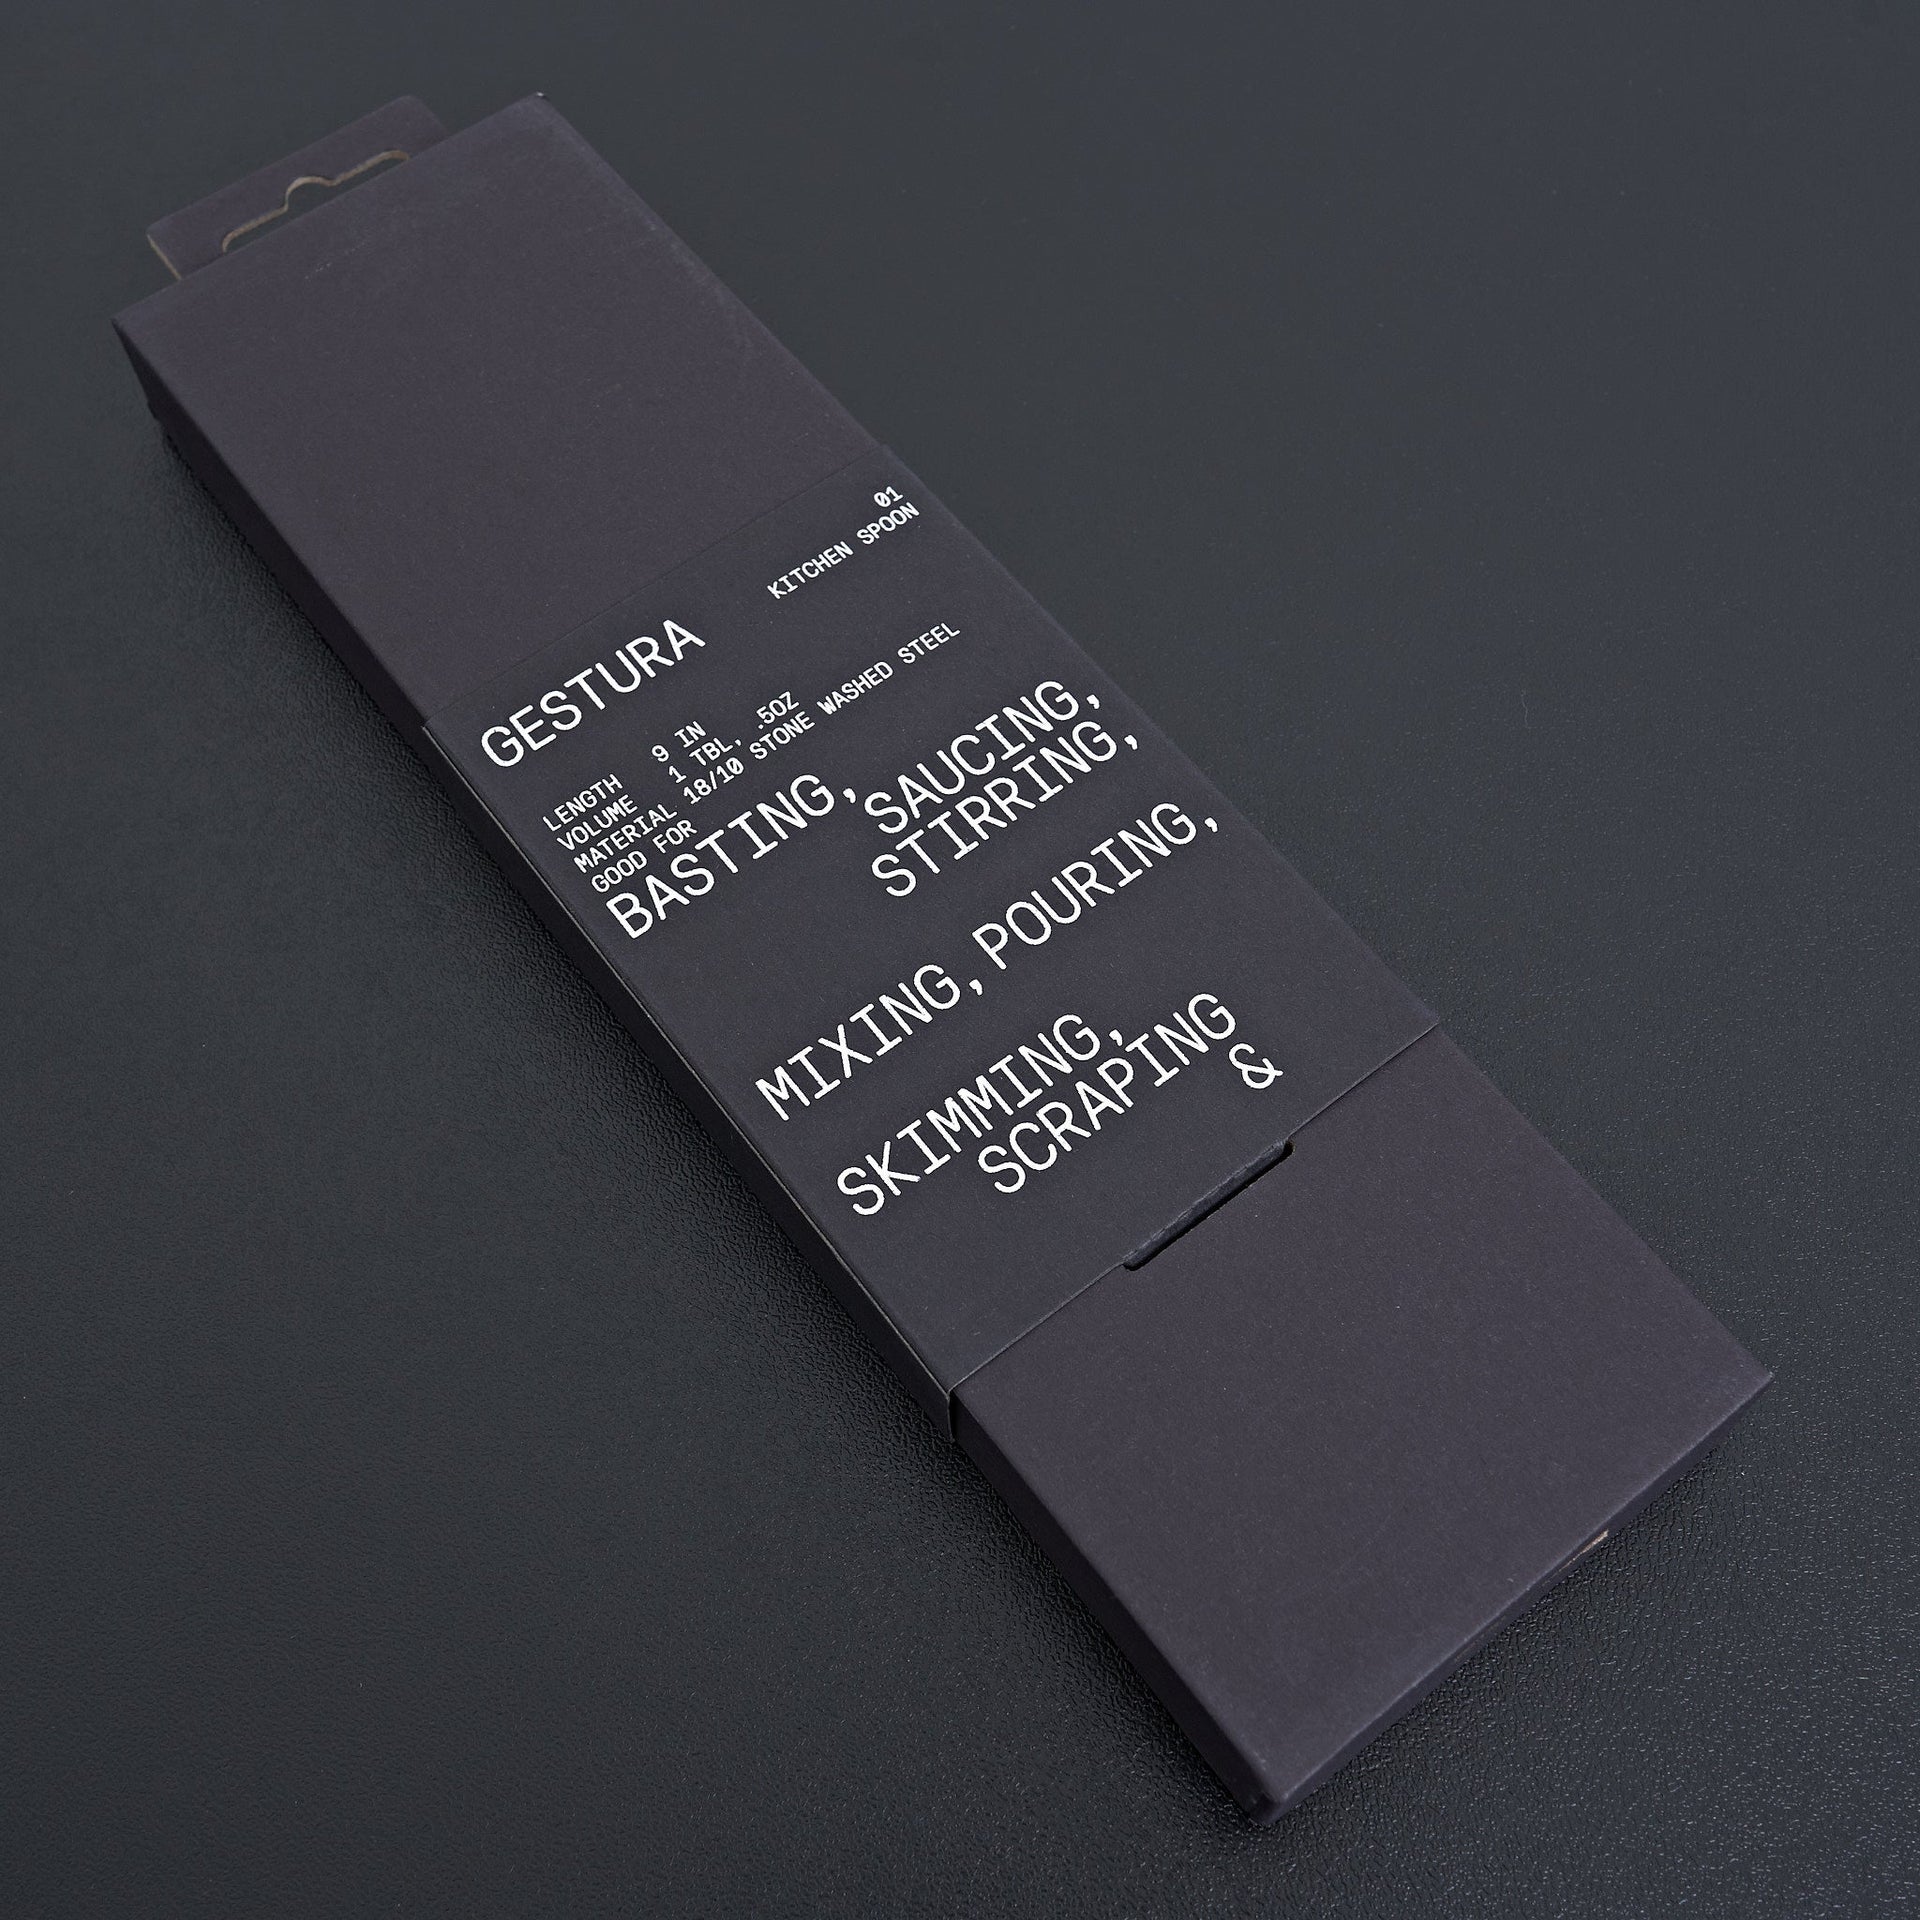 01
KITCHEN SPOON
GESTURA
LENGTH 9 IN
VOLUME 1 TBL, .5OZ
MATERIAL 18/10 STONE WASHED STEEL
GOOD FOR
BASTING, SAUCING,
STIRRING,
MIXING, POURING,
SKIMMING,
SCRAPING
&